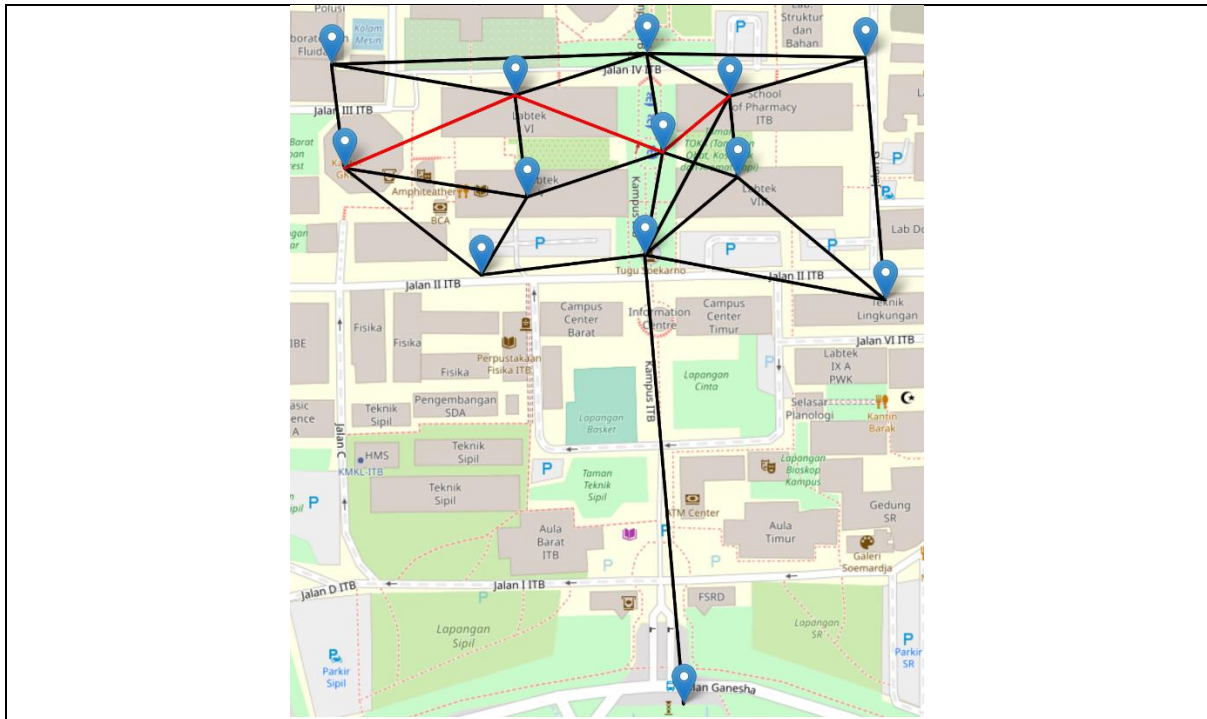 Polusi
Kolam
Mesin
Fluida
Lab.
Struktur
dan
Bahan
P
Jalan IV ITB
Jalan III ITB
Labtek
VI
School
of Pharmacy
ITB
Barat
P
Amphiteather
BCA
Labtek
VIII
Kampus
P
P
P
Lab Do
Tugu Soekarno
Jalan II ITB
Jalan II ITB
Teknik
Lingkungan
Campus
Center
Barat
Information
Centre
Campus
Center
Timur
Fisika
Fisika
IBE
Jalan VI ITB
Perpustakaan
Fisika ITB
Fisika
Kampus ITB
Lapangan
Cinta
P
Labtek
IX A
PWK
Pengembangan
SDA
Teknik
Sipil
Lapangan
Basket
Selasar
Planologi
Kantin
Barak
Jalan C
HMS
KMKL-ITB
Teknik
Sipil
P
Taman
Teknik
Sipil
Lapangan
Bioskop
Kampus
P
Teknik
Sipil
ATM Center
Gedung
SR
Aula
Barat
ITB
P
Aula
Timur
P
P
Galeri
Soemardja
Jalan D ITB
Jalan I ITB
P
FSRD
Lapangan
Sipil
Lapangan
SR
P
Parkir
Sipil
P
Parkir
SR
Jalan Ganesha